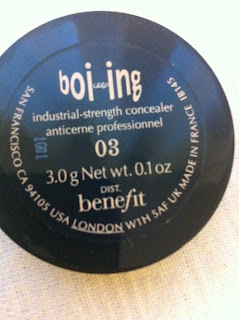 boi-ing
industrial-strength concealer
anticerne professionnel
03
3.0 g Net wt. 0.1 oz
DIST.
benefit
SAN FRANCISCO CA 94105 USA LONDON W1H 5AF UK MADE IN FRANCE IB145